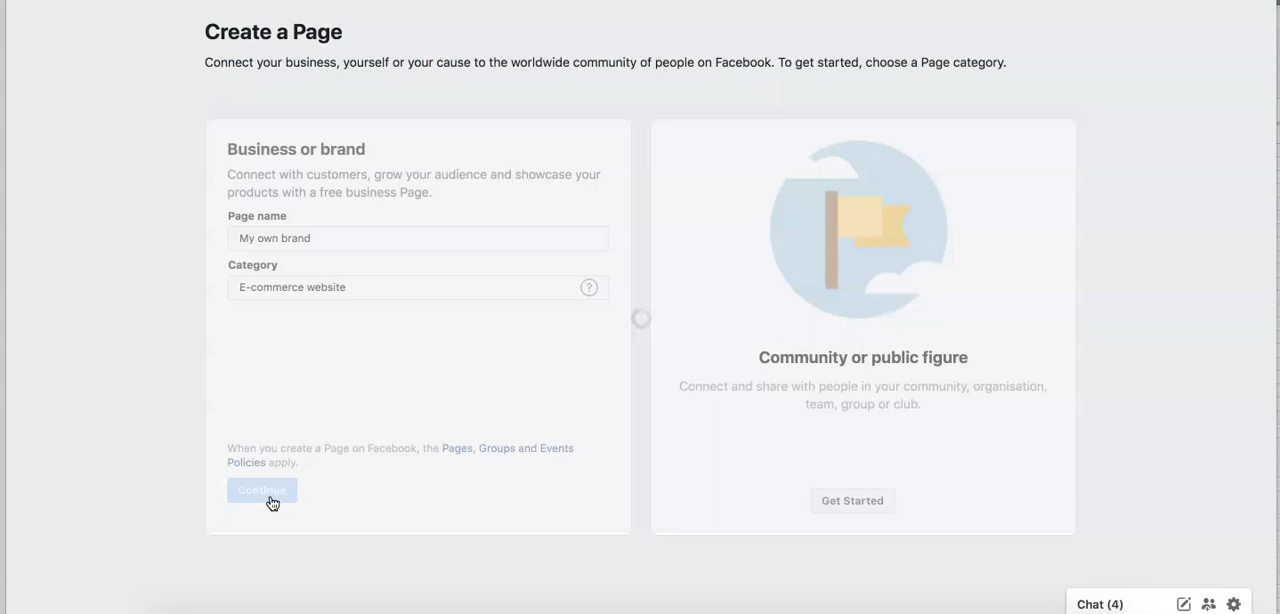 Create a Page
Connect your business, yourself or your cause to the worldwide community of people on Facebook. To get started, choose a Page category.
Business or brand
Connect with customers, grow your audience and showcase your
products with a free business Page.
Page name
My own brand
Category
E-commerce website
?
When you create a Page on Facebook, the Pages, Groups and Events
Policies apply.
Continue
Community or public figure
Connect and share with people in your community, organisation,
team, group or club.
Get Started
Chat (4)